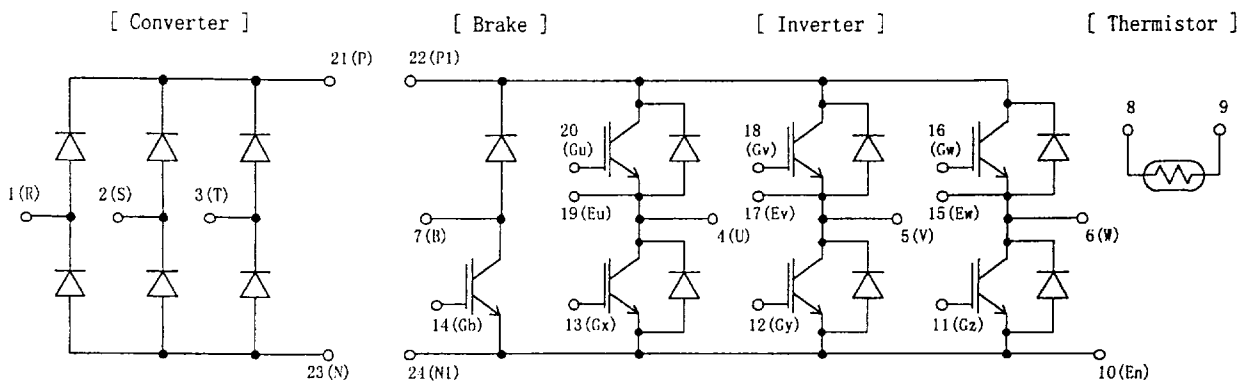 [ Converter ]
[ Brake ]
[ Inverter ]
[ Thermistor ]
21(P)
22(P1)
8
9
20
(Gu)
18
(Gv)
16
(Gw)
1(R)
2(S)
3(T)
19(Eu)
17(Ev)
15(Ew)
7(B)
4(U)
5(V)
6(W)
14(Gb)
13(Gx)
12(Gy)
11(Gz)
23(N)
24(N1)
10(En)